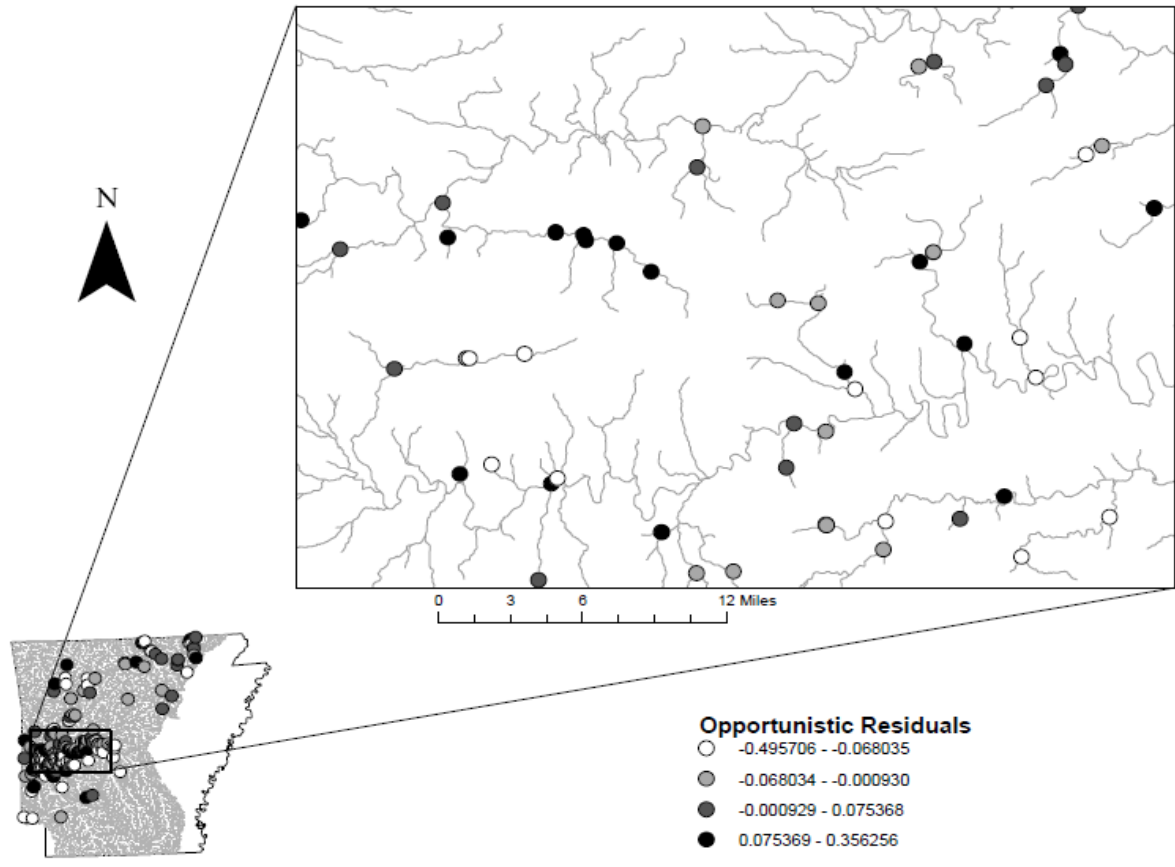 N
0 3 6 12 Miles
Opportunistic Residuals
-0.495706 - -0.068035
-0.068034 - -0.000930
-0.000929 - 0.075368
0.075369 - 0.356256